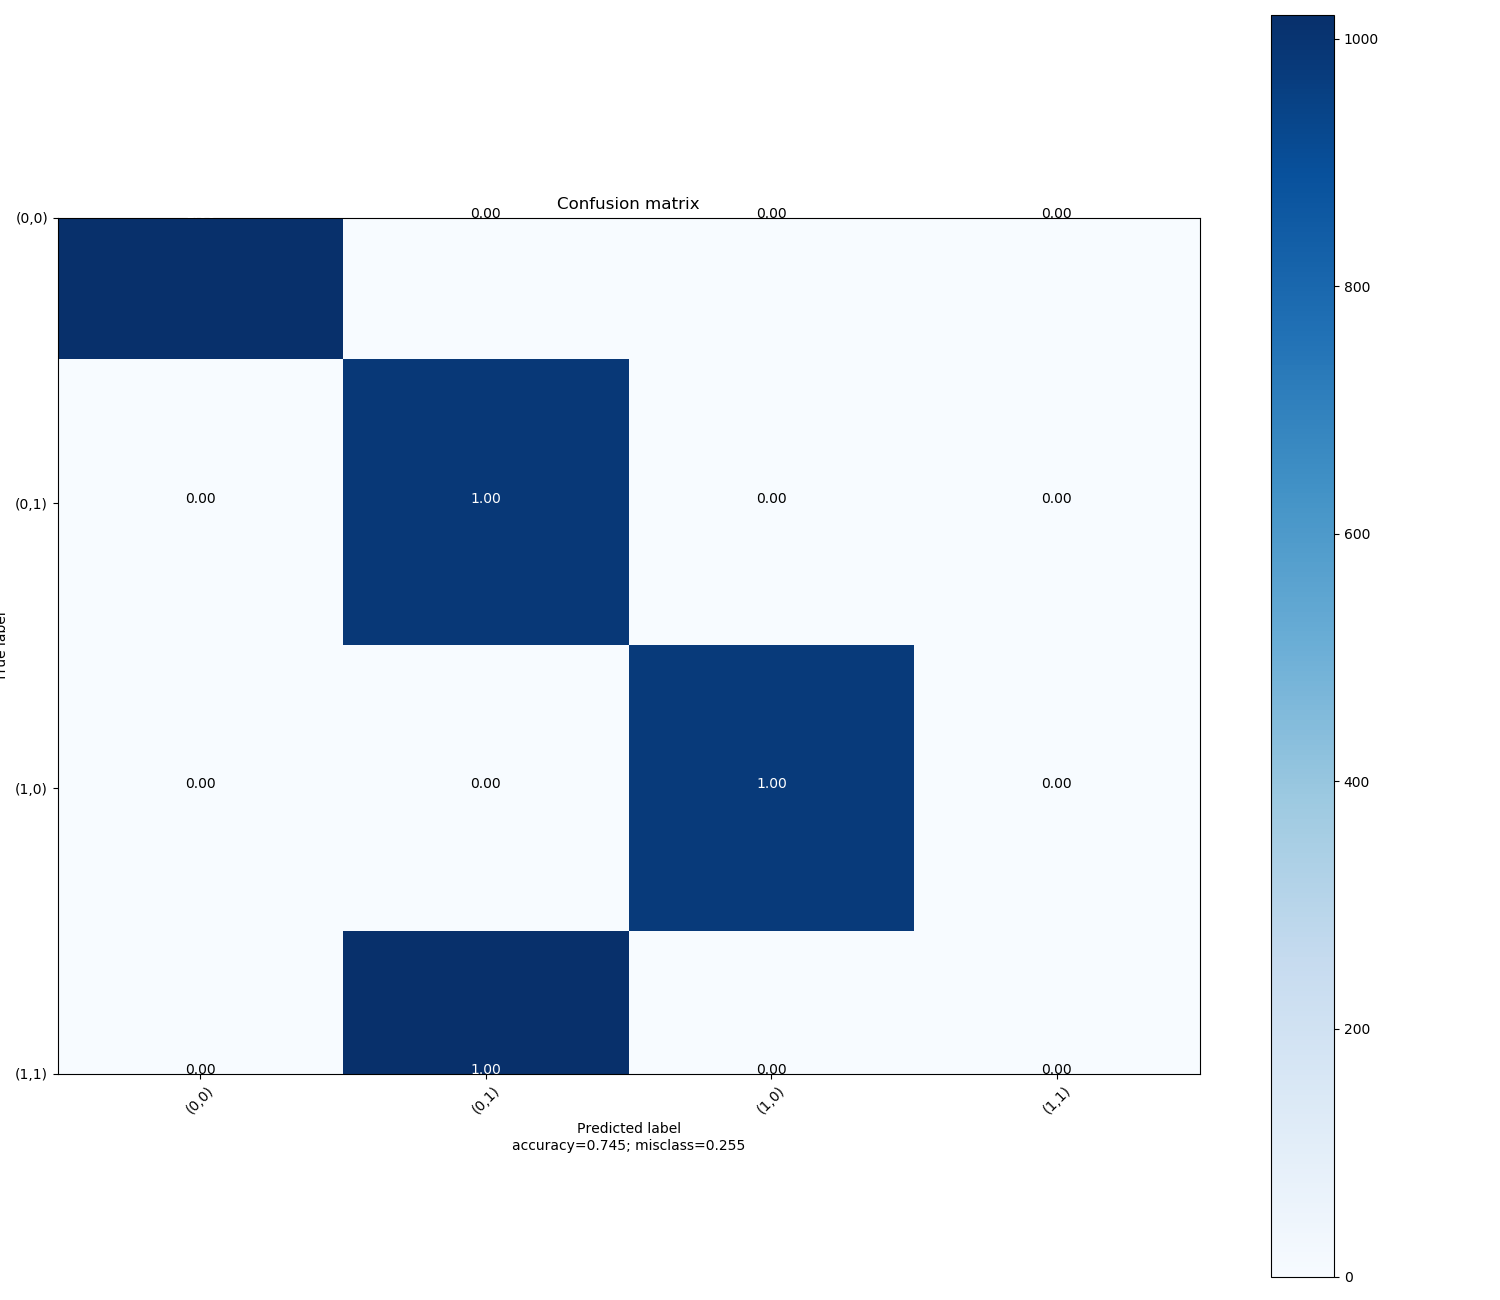 Confusion matrix
0.00 0.00 0.00
(0,0)
(0,1) 0.00 1.00 0.00 0.00
True label
(1,0) 0.00 0.00 1.00 0.00
(1,1) 0.00 1.00 0.00 0.00
(0,0) (0,1) (1,0) (1,1)
Predicted label
accuracy=0.745; misclass=0.255
1000
800
600
400
200
0